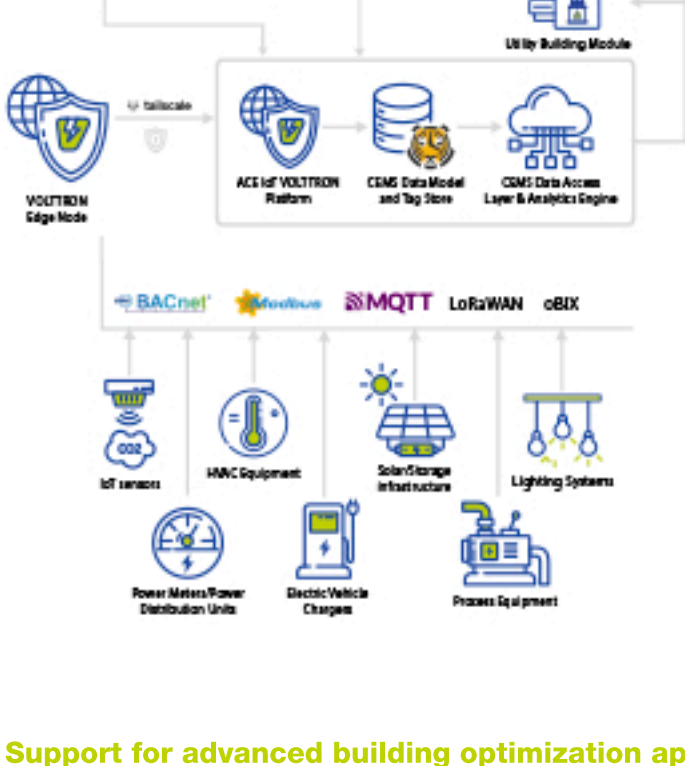 Utility Building Module
tailscale
VOLTTRON
Edge Node
ACE IoT VOLTTRON
Platform
CEMS Data Model
and Tag Store
CEMS Data Access
Layer & Analytics Engine
BACnet
Modbus
MQTT
LoRaWAN
oBIX
CO2
IoT sensors
HVAC Equipment
Solar/Storage
Infrastructure
Lighting Systems
Power Meters/Power
Distribution Units
Electric Vehicle
Chargers
Process Equipment
Support for advanced building optimization ap